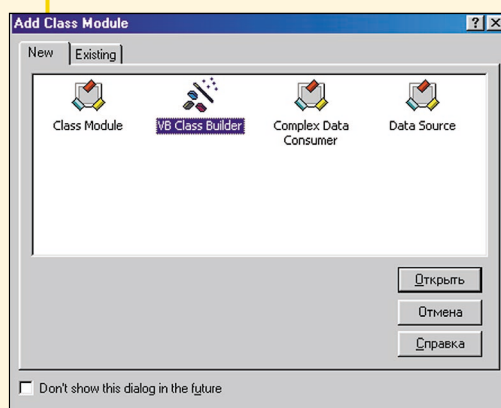 Add Class Module
New Existing
Class Module VB Class Builder Complex Data Consumer Data Source
Открыть
Отмена
Справка
Don't show this dialog in the future